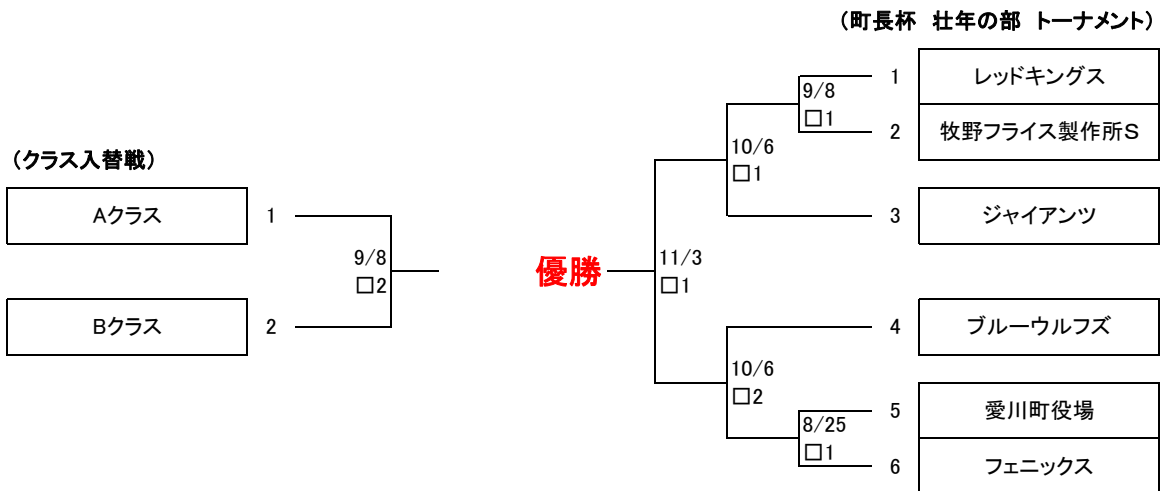 (町長杯 壮年の部 トーナメント)
1 レッドキングス
9/8
□1
2 牧野フライス製作所S
10/6
□1
3 ジャイアンツ
(クラス入替戦)
Aクラス 1
9/8
□2
Bクラス 2
優勝
11/3
□1
4 ブルーウルフズ
10/6
□2
5 愛川町役場
8/25
□1
6 フェニックス